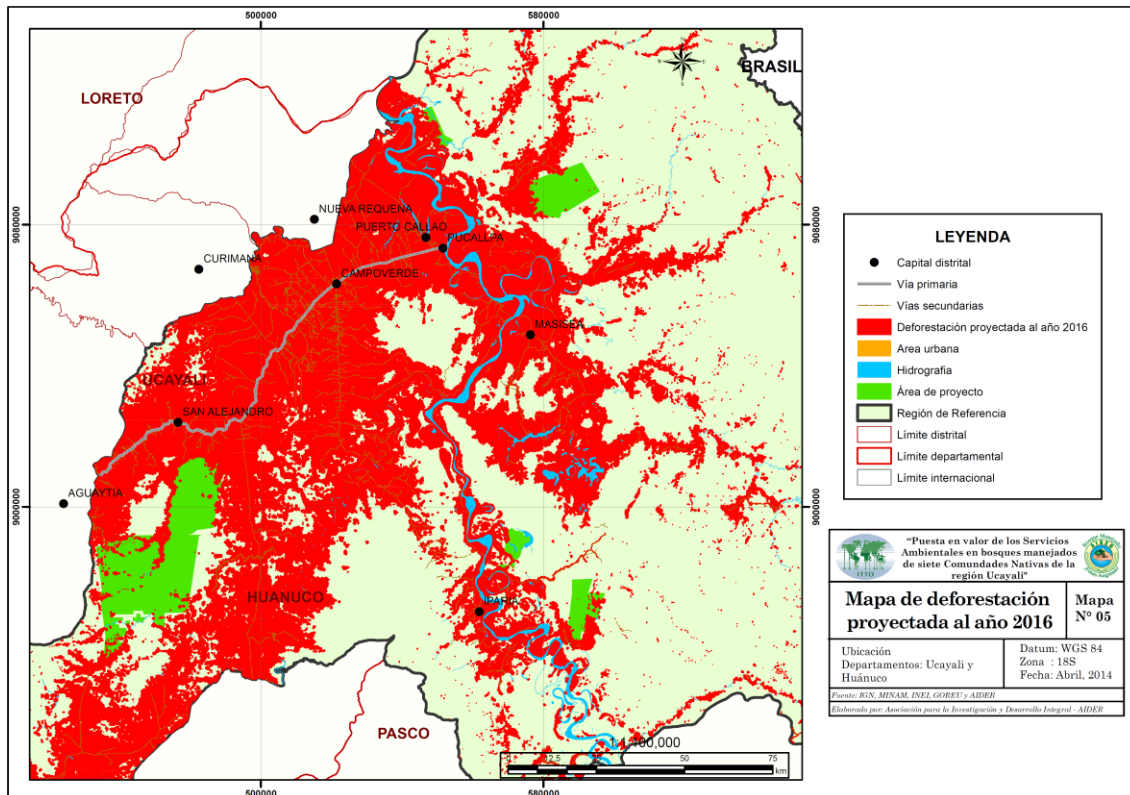 500000
580000
BRASIL
LORETO
NUEVA REQUENA
PUERTO CALLAO
PUCALLPA
9080000
9080000
CURIMANA
CAMPOVERDE
MASISEA
UCAYALI
SAN ALEJANDRO
AGUAYTIA
9000000
9000000
HUANUCO
IPARIA
PASCO
1:1,400,000
0 12,5 25 50 75
km
500000
580000
LEYENDA
Capital distrital
Vía primaria
Vías secundarias
Deforestación proyectada al año 2016
Area urbana
Hidrografia
Área de proyecto
Región de Referencia
Límite distrital
Límite departamental
Límite internacional
ITTO
"Puesta en valor de los Servicios
Ambientales en bosques manejados
de siete Comundades Nativas de la
región Ucayali"
Mapa de deforestación
proyectada al año 2016
Mapa
Nº 05
Ubicación
Departamentos: Ucayali y
Huánuco
Datum: WGS 84
Zona : 18S
Fecha: Abril, 2014
Fuente: IGN, MINAM, INEI, GOREU y AIDER
Elaborado por: Asociación para la Investigación y Desarrollo Integral - AIDER